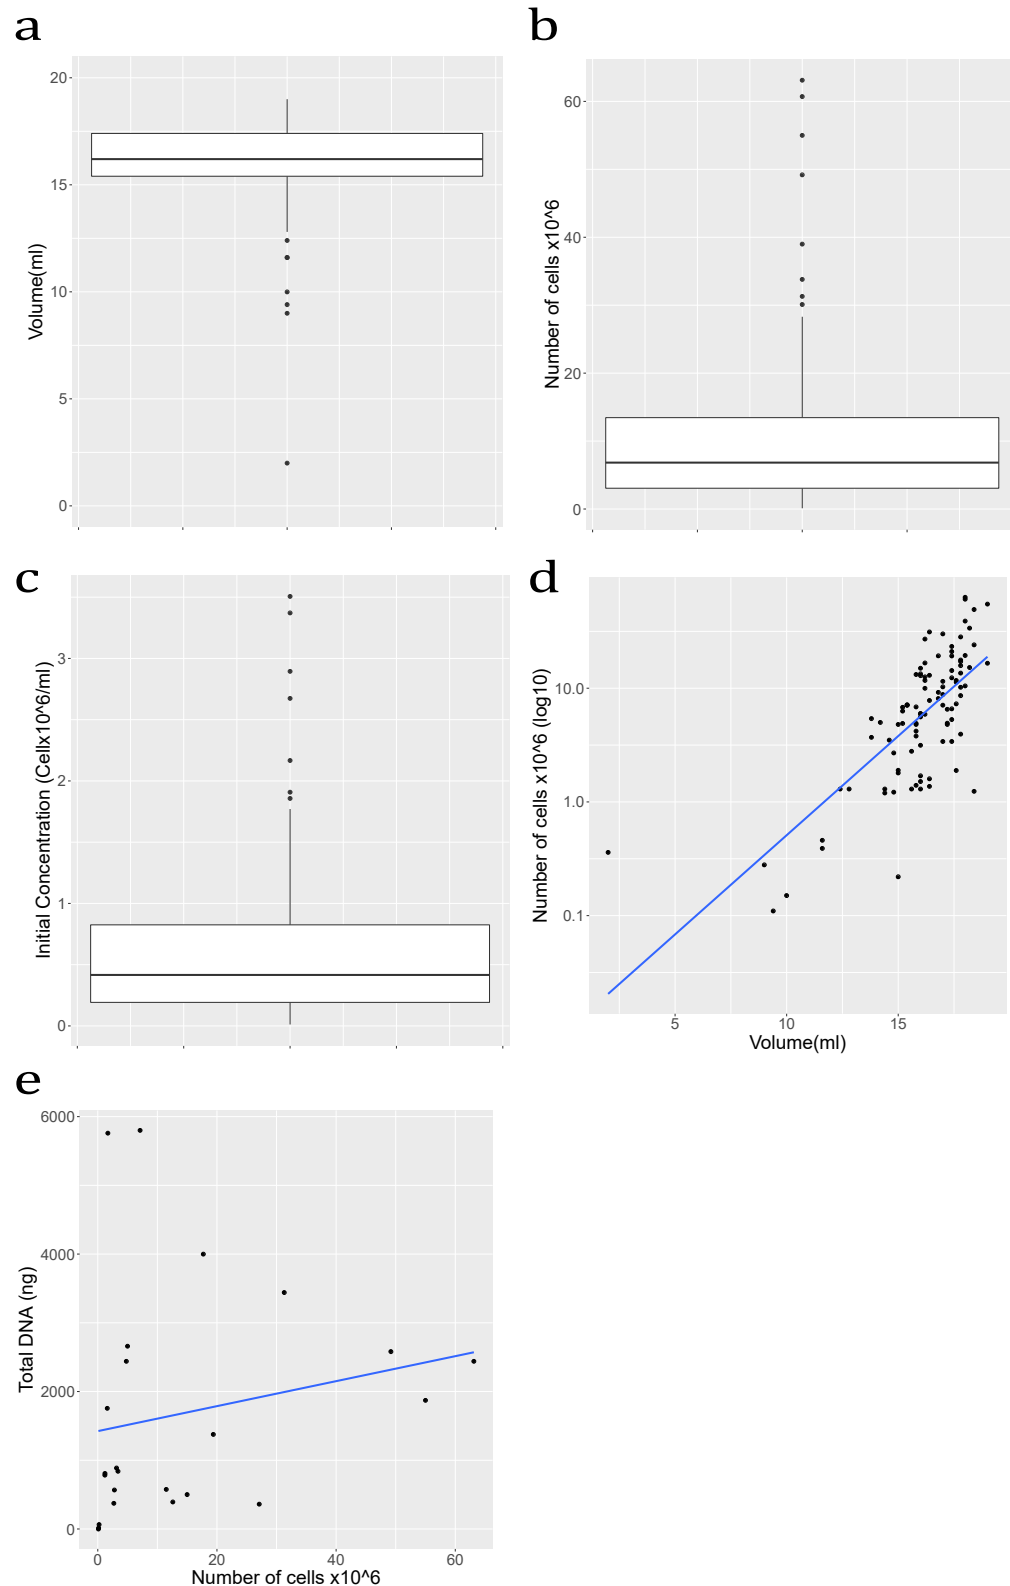 a
20
15
10
5
0
Volume(ml)
b
60
40
20
0
Number of cells x10^6
c
3
2
1
0
Initial Concentration (Cellx10^6/ml)
d
10.0
1.0
0.1
Number of cells x10^6 (log10)
5 10 15
Volume(ml)
e
6000
4000
2000
0
Total DNA (ng)
0 20 40 60
Number of cells x10^6